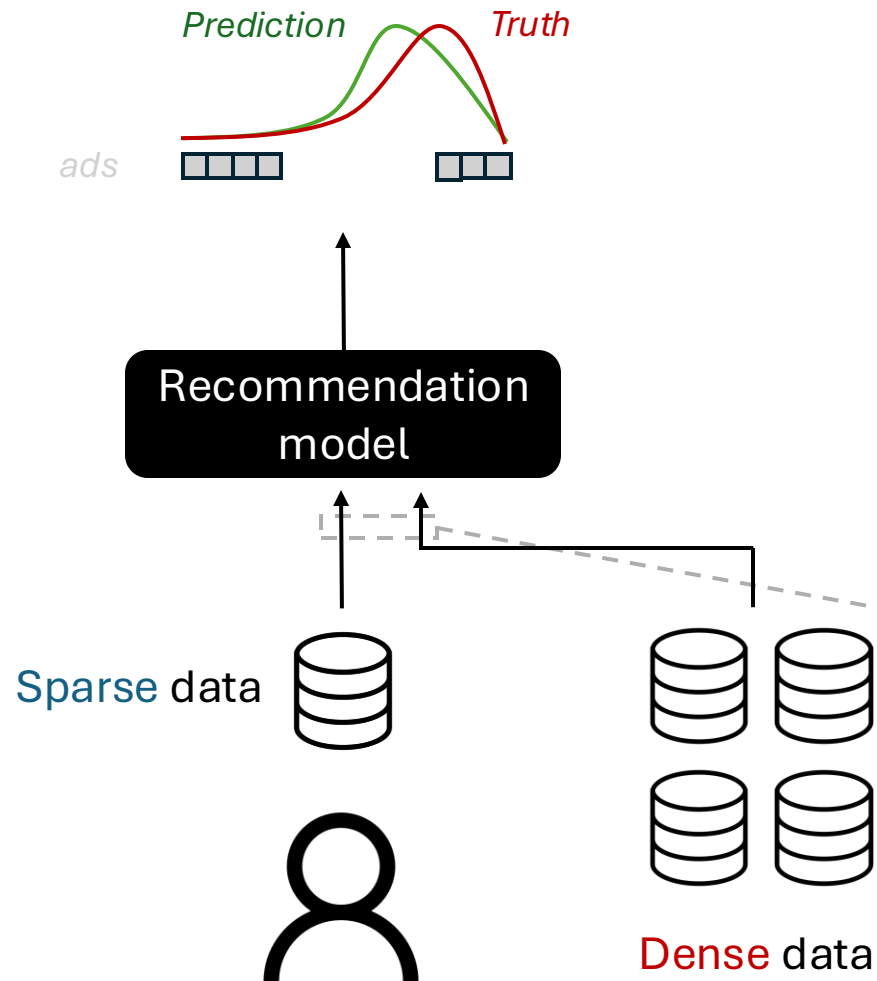 Prediction Truth
ads
Recommendation
model
Sparse data
Dense data